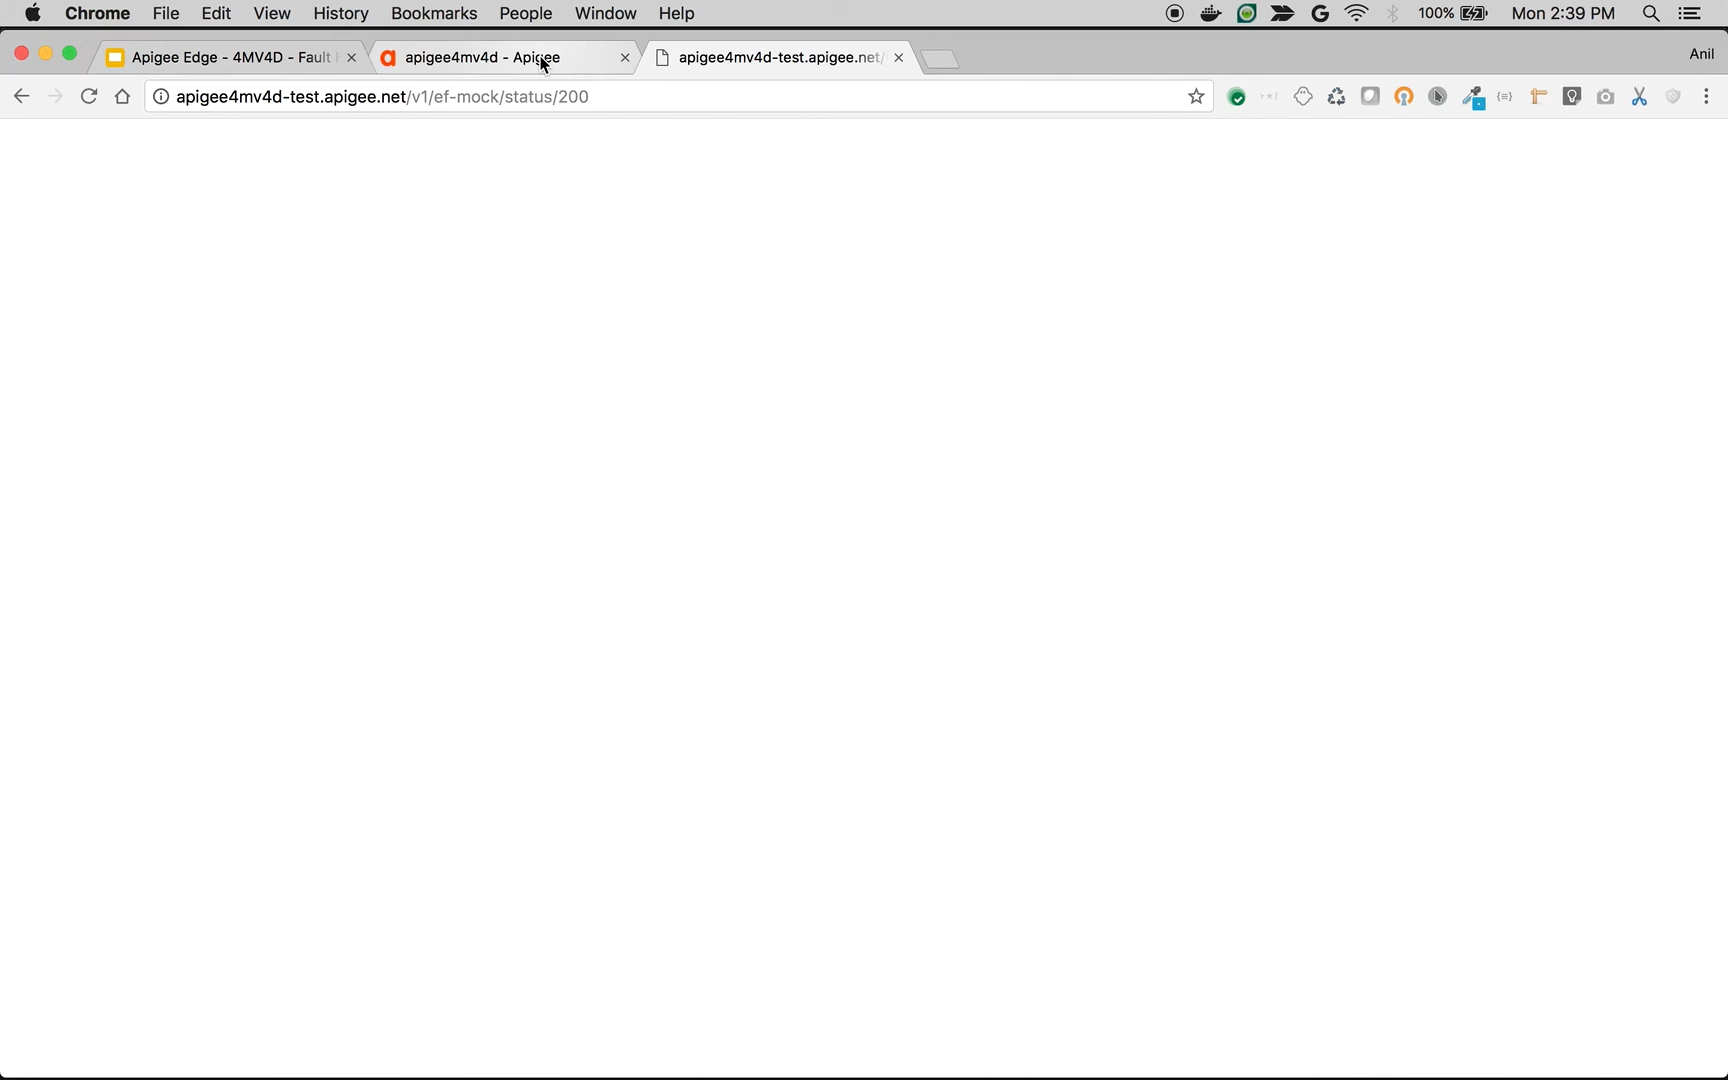 Chrome File Edit View History Bookmarks People Window Help 100% Mon 2:39 PM
Apigee Edge - 4MV4D - Fault apigee4mv4d - Apigee apigee4mv4d-test.apigee.net/ Anil
apigee4mv4d-test.apigee.net/v1/ef-mock/status/200